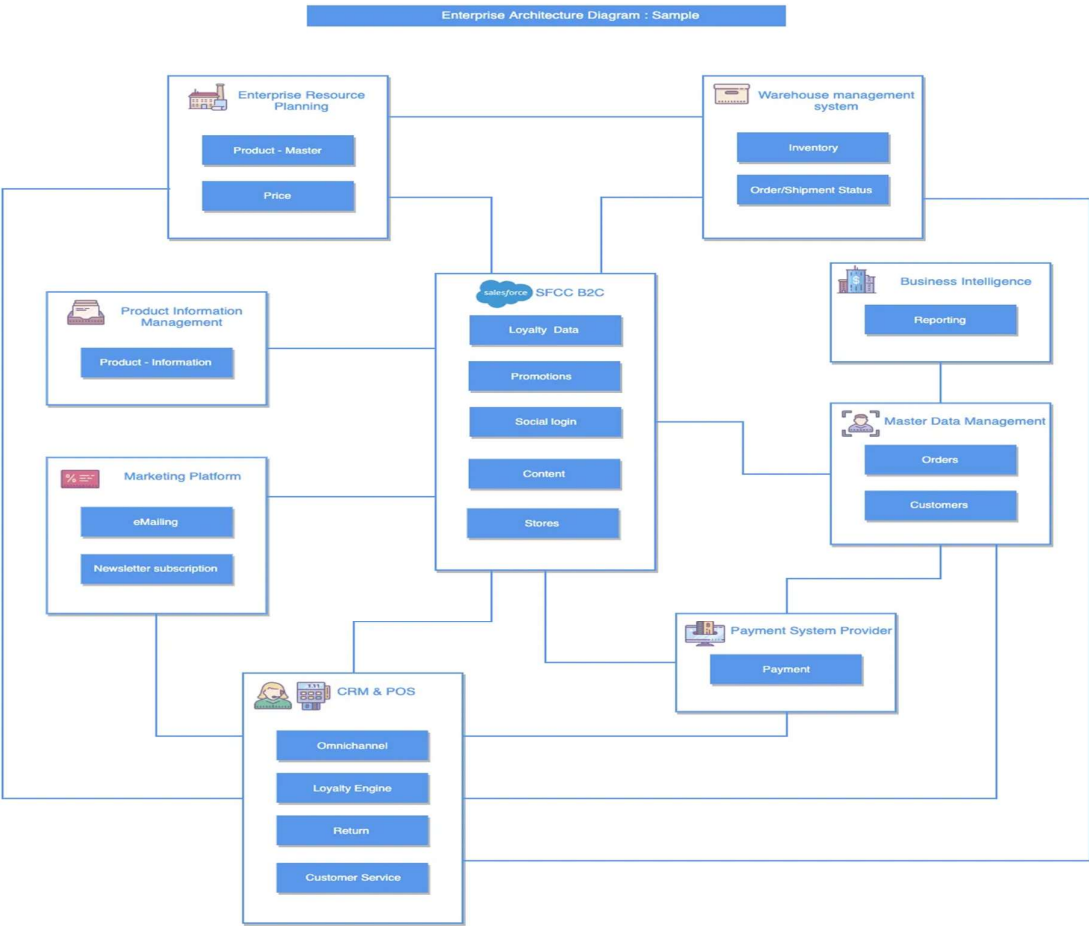 Enterprise Architecture Diagram : Sample
Enterprise Resource
Planning
Product - Master
Price
Warehouse management
system
Inventory
Order/Shipment Status
salesforce
SFCC B2C
Loyalty Data
Promotions
Social login
Content
Stores
Business Intelligence
Reporting
Product Information
Management
Product - Information
Master Data Management
Orders
Customers
Marketing Platform
eMailing
Newsletter subscription
Payment System Provider
Payment
CRM & POS
Omnichannel
Loyalty Engine
Return
Customer Service